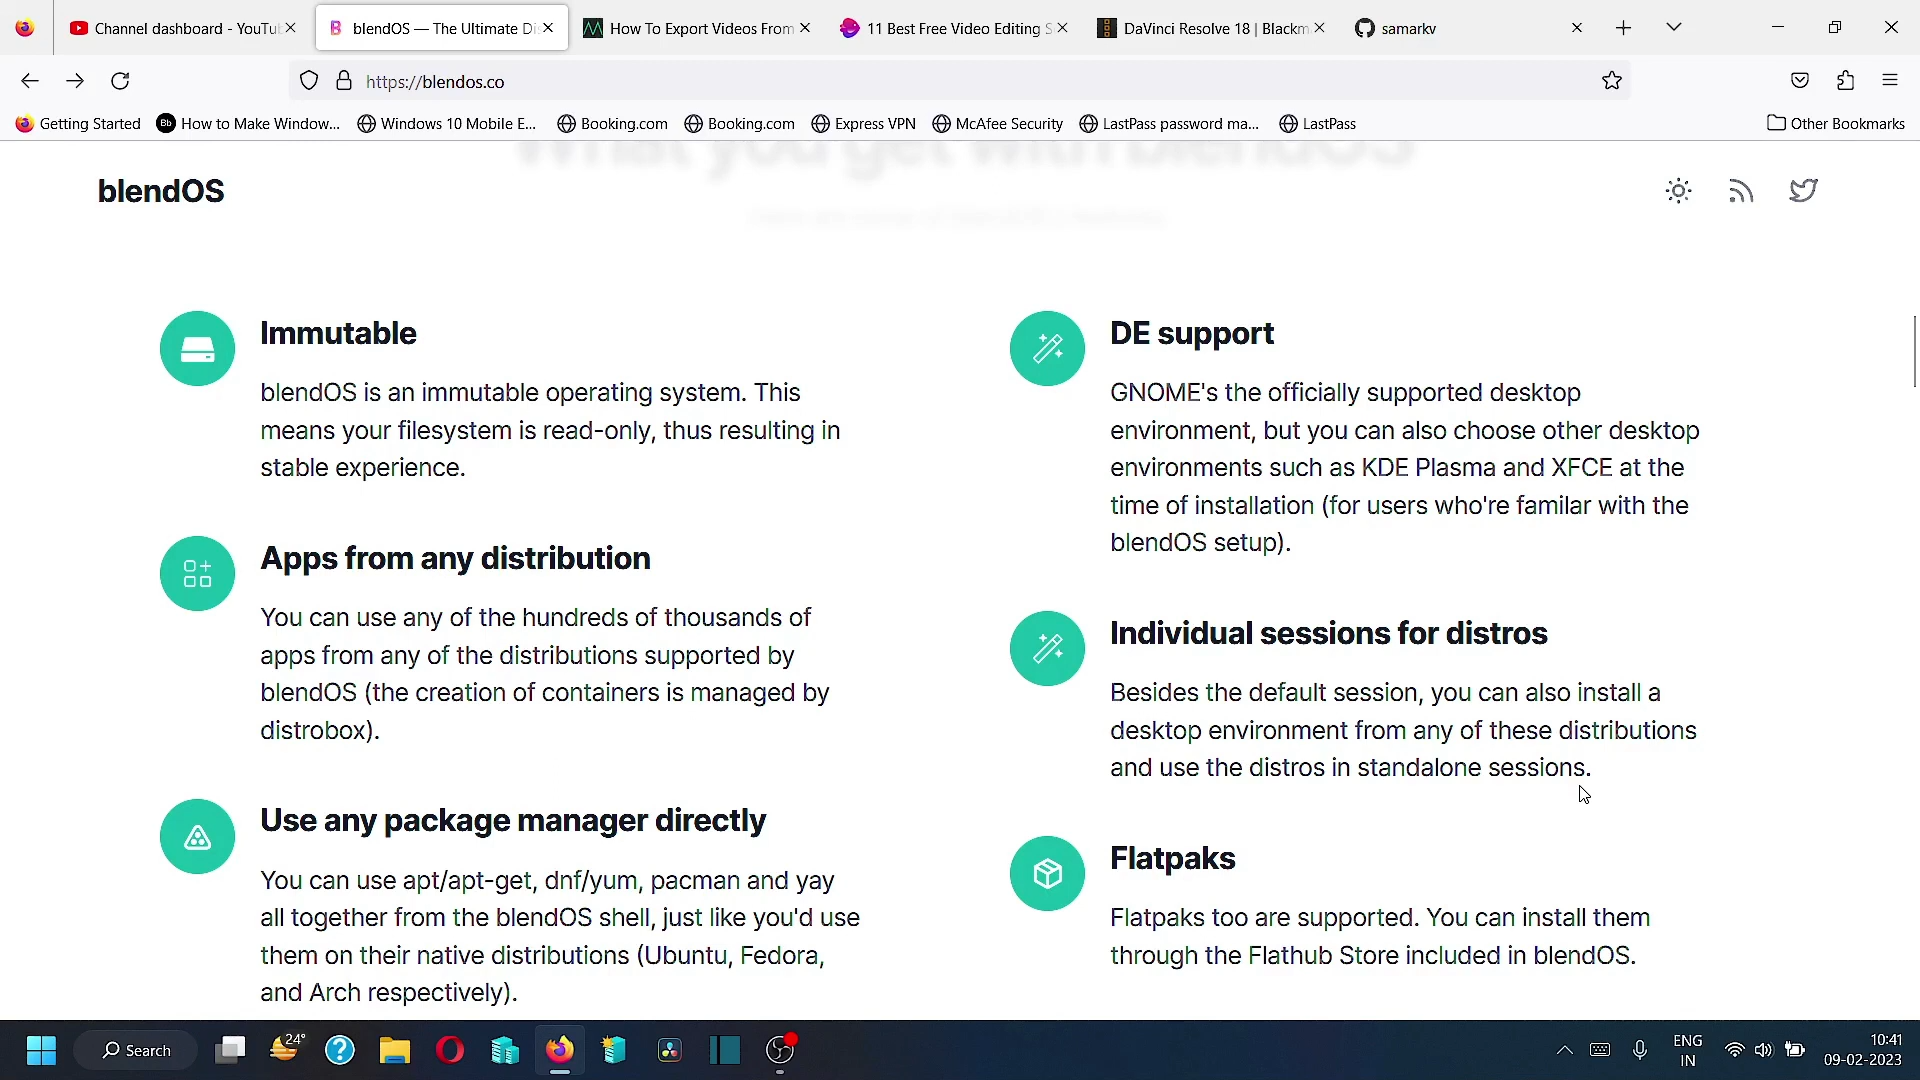 Channel dashboard - YouTu
blendOS — The Ultimate Di
How To Export Videos From
11 Best Free Video Editing S
DaVinci Resolve 18 | Blackm
samarkv
https://blendos.co
Getting Started
Bb
How to Make Window...
Windows 10 Mobile E...
Booking.com
Booking.com
Express VPN
McAfee Security
LastPass password ma...
LastPass
Other Bookmarks
What you get with blendOS
blendOS
Immutable
blendOS is an immutable operating system. This
means your filesystem is read-only, thus resulting in
stable experience.
Apps from any distribution
You can use any of the hundreds of thousands of
apps from any of the distributions supported by
blendOS (the creation of containers is managed by
distrobox).
Use any package manager directly
You can use apt/apt-get, dnf/yum, pacman and yay
all together from the blendOS shell, just like you'd use
them on their native distributions (Ubuntu, Fedora,
and Arch respectively).
DE support
GNOME's the officially supported desktop
environment, but you can also choose other desktop
environments such as KDE Plasma and XFCE at the
time of installation (for users who're familar with the
blendOS setup).
Individual sessions for distros
Besides the default session, you can also install a
desktop environment from any of these distributions
and use the distros in standalone sessions.
Flatpaks
Flatpaks too are supported. You can install them
through the Flathub Store included in blendOS.
Search
24°
ENG
IN
10:41
09-02-2023